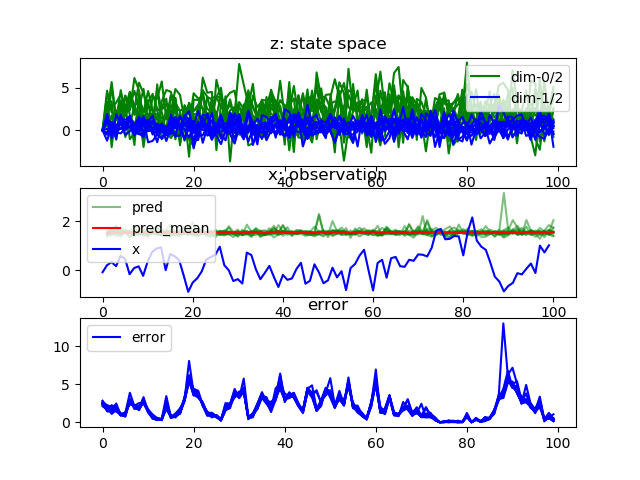 z: state space
5
0
dim-0/2
dim-1/2
0 20 40 60 80 100
x: observation
2
0
pred
pred_mean
x
0 20 40 60 80 100
error
10
5
0
error
0 20 40 60 80 100